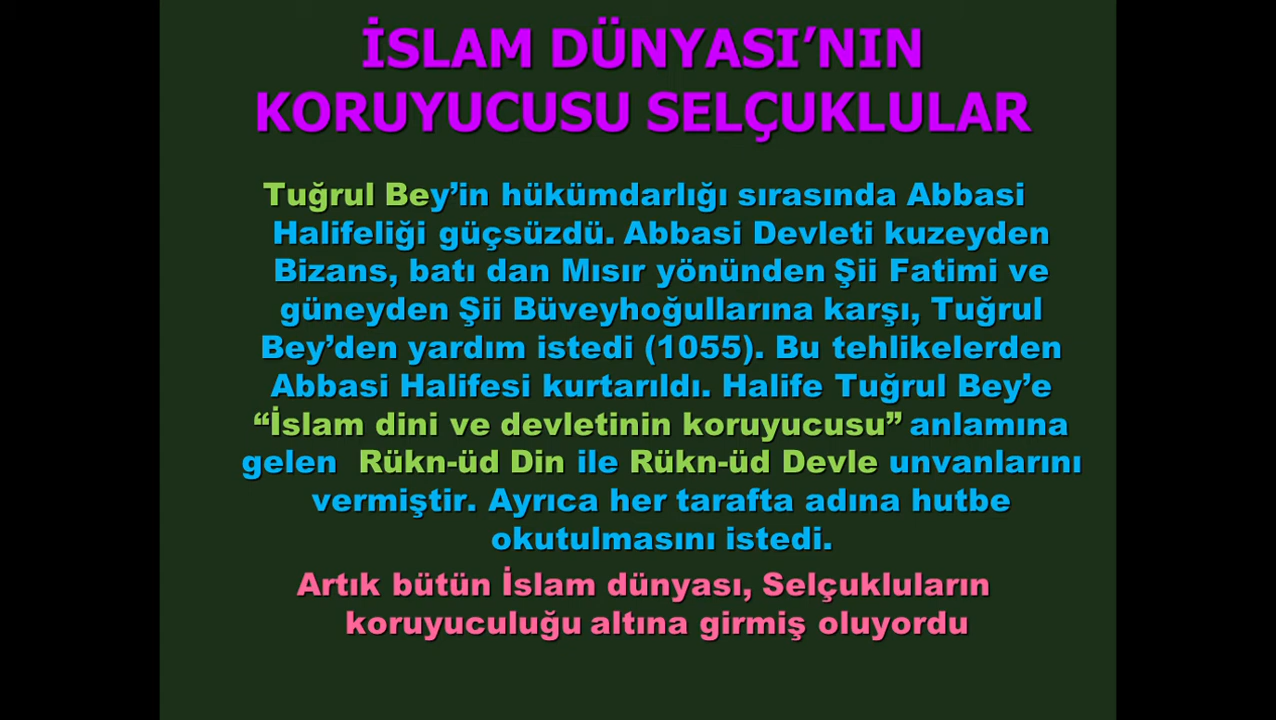 İSLAM DÜNYASI’NIN
KORUYUCUSU SELÇUKLULAR
Tuğrul Bey’in hükümdarlığı sırasında Abbasi
Halifeliği güçsüzdü. Abbasi Devleti kuzeyden
Bizans, batı dan Mısır yönünden Şii Fatimi ve
güneyden Şii Büveyhoğullarına karşı, Tuğrul
Bey’den yardım istedi (1055). Bu tehlikelerden
Abbasi Halifesi kurtarıldı. Halife Tuğrul Bey’e
“İslam dini ve devletinin koruyucusu” anlamına
gelen Rükn-üd Din ile Rükn-üd Devle unvanlarını
vermiştir. Ayrıca her tarafta adına hutbe
okutulmasını istedi.
Artık bütün İslam dünyası, Selçukluların
koruyuculuğu altına girmiş oluyordu